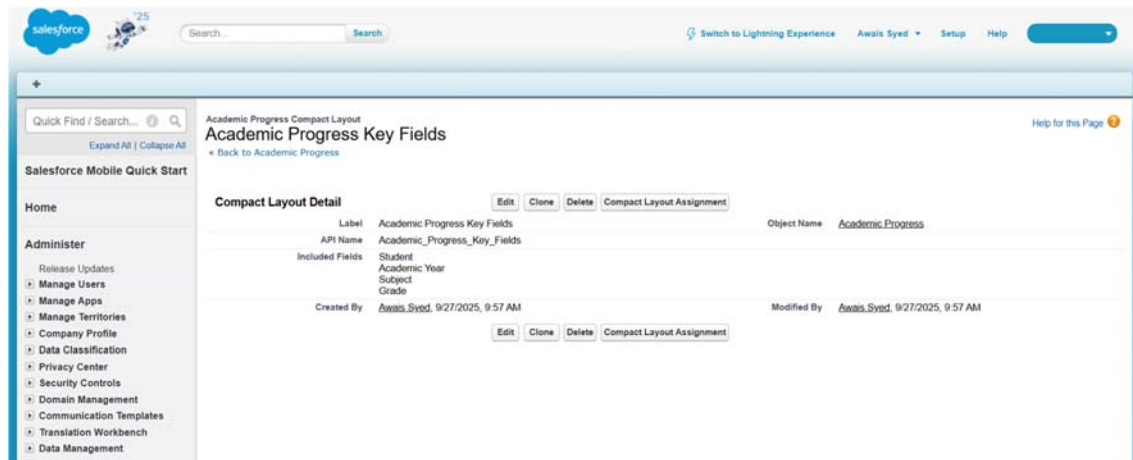 salesforce
'25
Search...
Search
Switch to Lightning Experience
Awais Syed
Setup
Help
+
Quick Find / Search...
Expand All | Collapse All
Salesforce Mobile Quick Start
Home
Administer
Release Updates
Manage Users
Manage Apps
Manage Territories
Company Profile
Data Classification
Privacy Center
Security Controls
Domain Management
Communication Templates
Translation Workbench
Data Management
Academic Progress Compact Layout
Academic Progress Key Fields
« Back to Academic Progress
Help for this Page
Compact Layout Detail
Edit Clone Delete Compact Layout Assignment
Label Academic Progress Key Fields Object Name Academic Progress
API Name Academic_Progress_Key_Fields
Included Fields Student
Academic Year
Subject
Grade
Created By Awais Syed, 9/27/2025, 9:57 AM Modified By Awais Syed, 9/27/2025, 9:57 AM
Edit Clone Delete Compact Layout Assignment